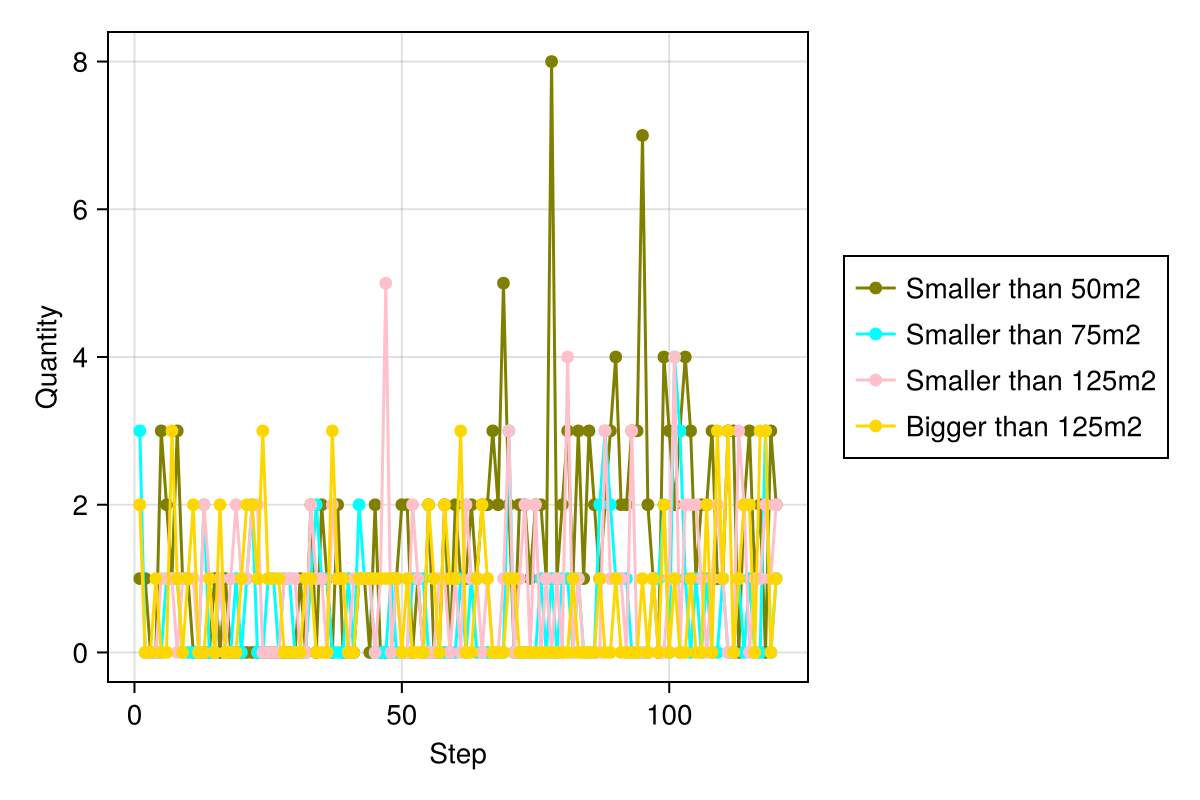 8
6
4
2
0
Quantity
0 50 100
Step
Smaller than 50m2
Smaller than 75m2
Smaller than 125m2
Bigger than 125m2